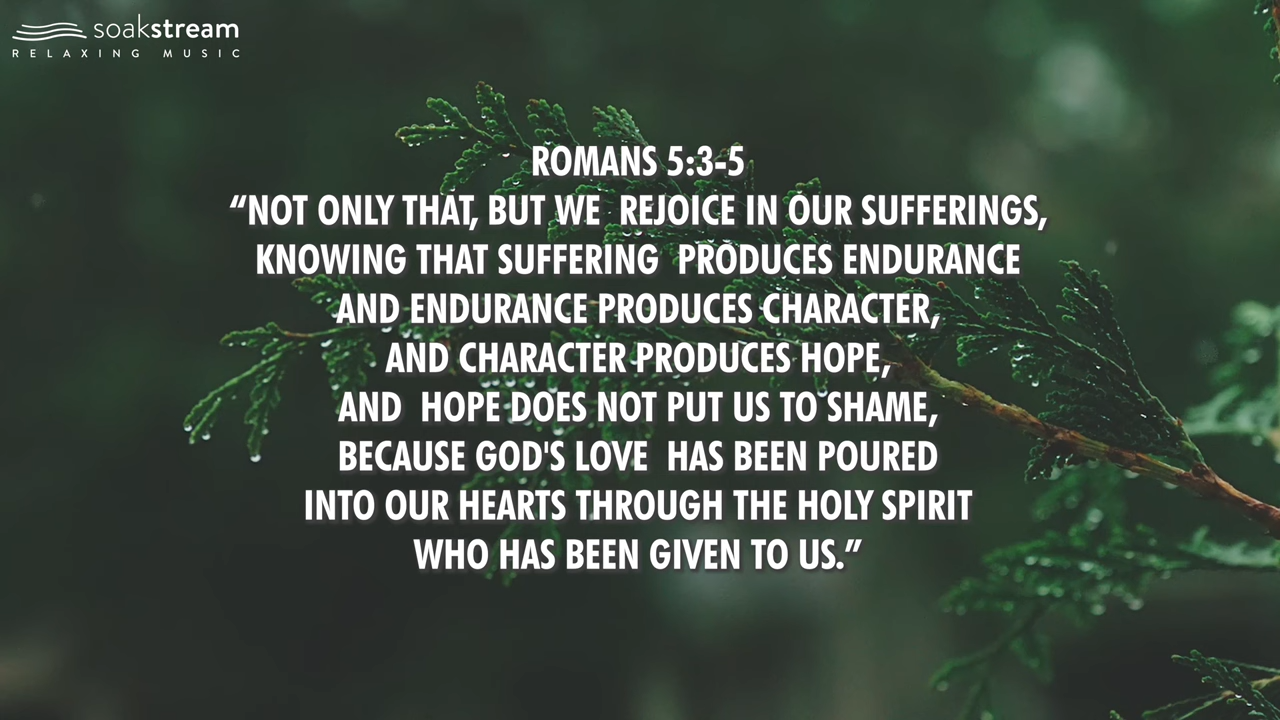 soakstream
RELAXING MUSIC
ROMANS 5:3-5
“NOT ONLY THAT, BUT WE  REJOICE IN OUR SUFFERINGS,
KNOWING THAT SUFFERING  PRODUCES ENDURANCE
AND ENDURANCE PRODUCES CHARACTER,
AND CHARACTER PRODUCES HOPE,
AND  HOPE DOES NOT PUT US TO SHAME,
BECAUSE GOD'S LOVE  HAS BEEN POURED
INTO OUR HEARTS THROUGH THE HOLY SPIRIT
WHO HAS BEEN GIVEN TO US.”